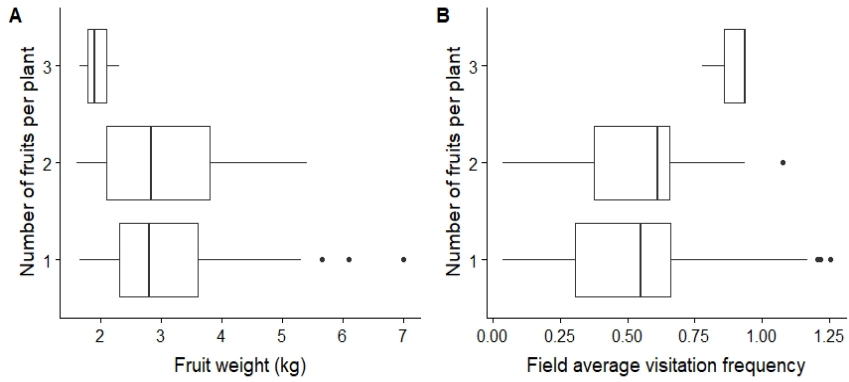 A
Number of fruits per plant
3
2
1
2 3 4 5 6 7
Fruit weight (kg)
B
Number of fruits per plant
3
2
1
0.00 0.25 0.50 0.75 1.00 1.25
Field average visitation frequency